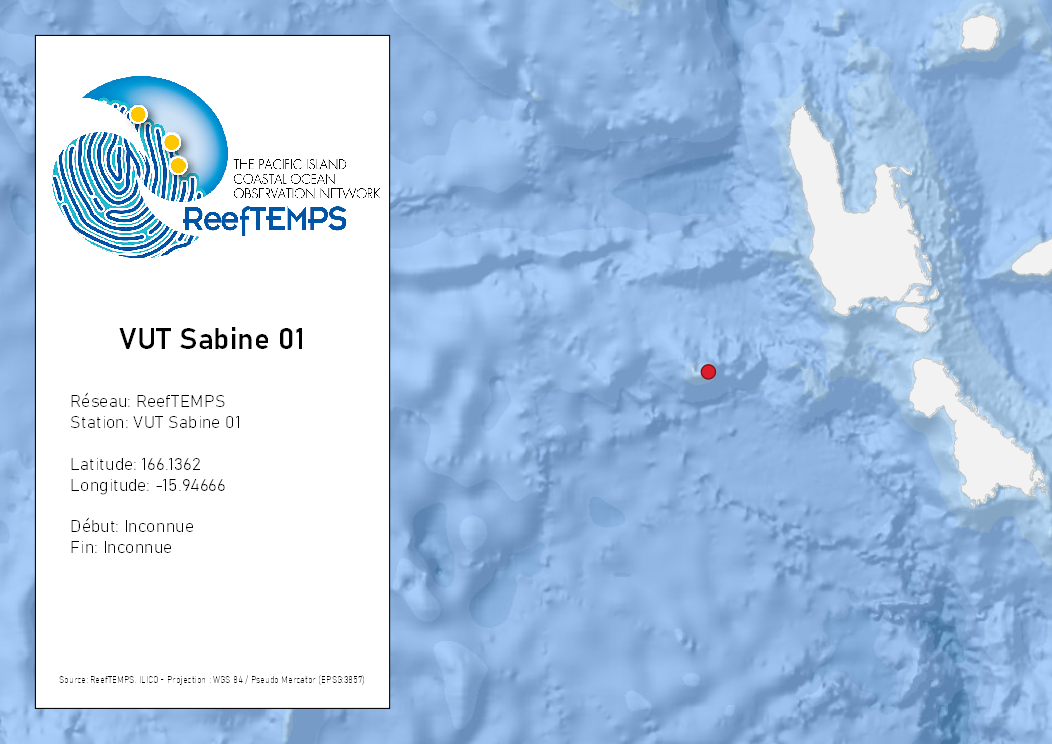 THE PACIFIC ISLAND
COASTAL OCEAN
OBSERVATION NETWORK
ReefTEMPS
VUT Sabine 01
Réseau: ReefTEMPS
Station: VUT Sabine 01
Latitude: 166.1362
Longitude: -15.94666
Début: Inconnue
Fin: Inconnue
Source: ReefTEMPS, ILICO - Projection : WGS 84 / Pseudo Mercator (EPSG:3857)